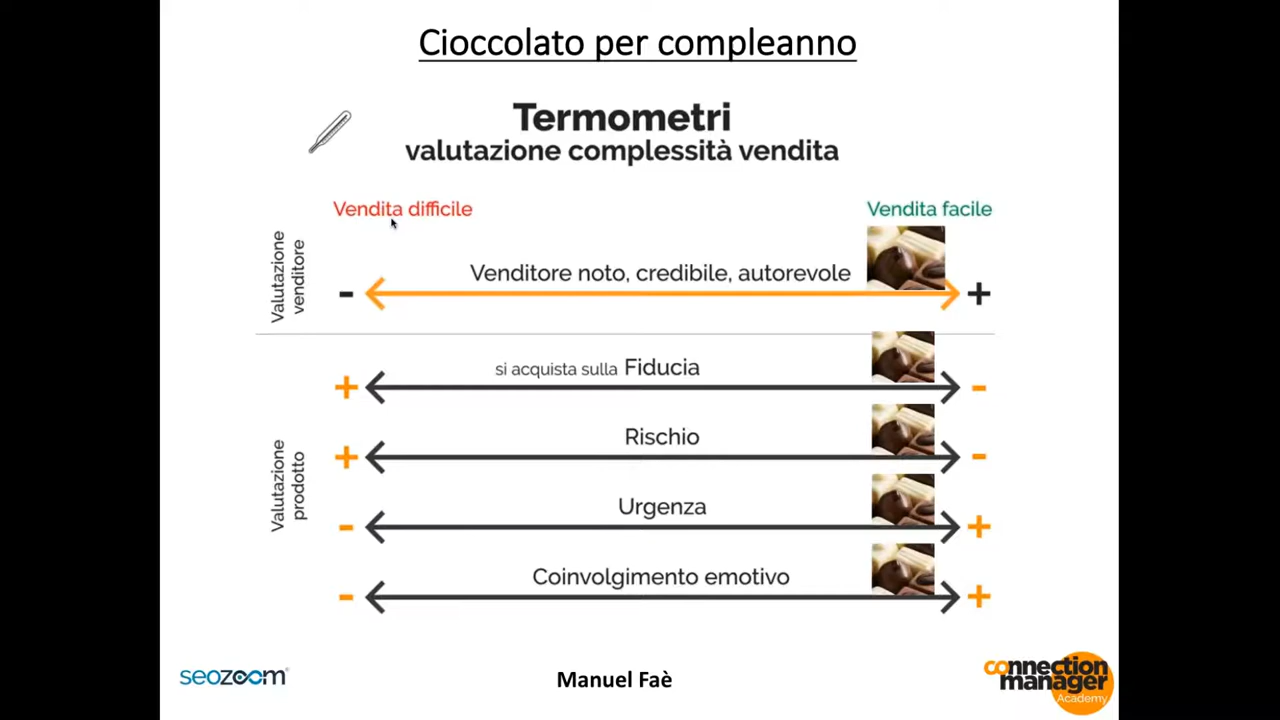 Cioccolato per compleanno
Termometri
valutazione complessità vendita
Vendita difficile
Vendita facile
Valutazione
venditore
Venditore noto, credibile, autorevole
- +
si acquista sulla Fiducia
+ -
Valutazione
prodotto
Rischio
+ -
Urgenza
- +
Coinvolgimento emotivo
- +
seozoom
Manuel Faè
connection
manager
Academy